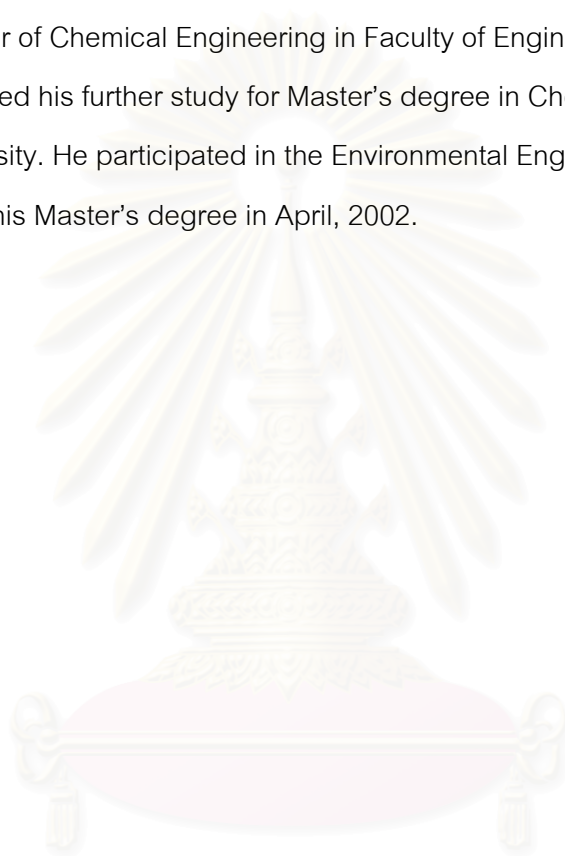 r of Chemical Engineering in Faculty of Engin
ed his further study for Master’s degree in Ch
sity. He participated in the Environmental Eng
his Master’s degree in April, 2002.